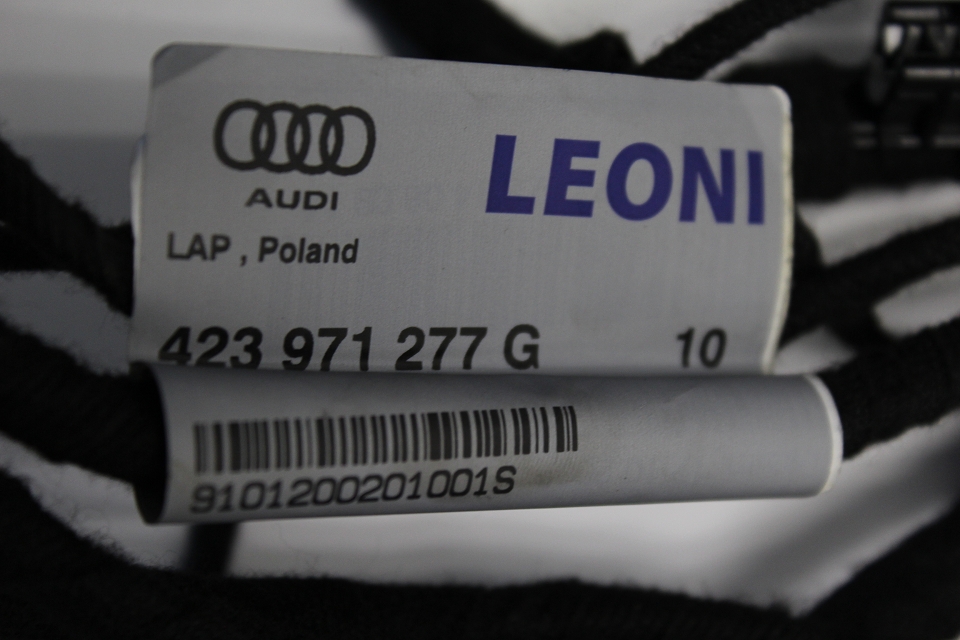 AUDI
LEONI
LAP , Poland
423 971 277 G 10
9101200201001S